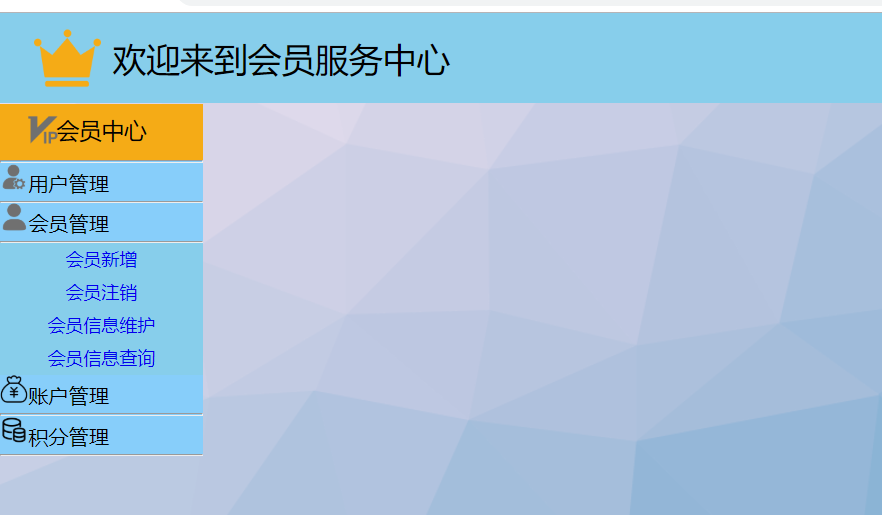 欢迎来到会员服务中心
VIP会员中心
用户管理
会员管理
会员新增
会员注销
会员信息维护
会员信息查询
账户管理
积分管理